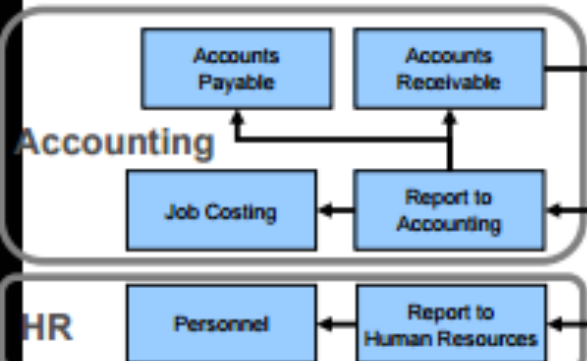 Accounts
Payable
Accounts
Receivable
Accounting
Job Costing
Report to
Accounting
HR
Personnel
Report to
Human Resources